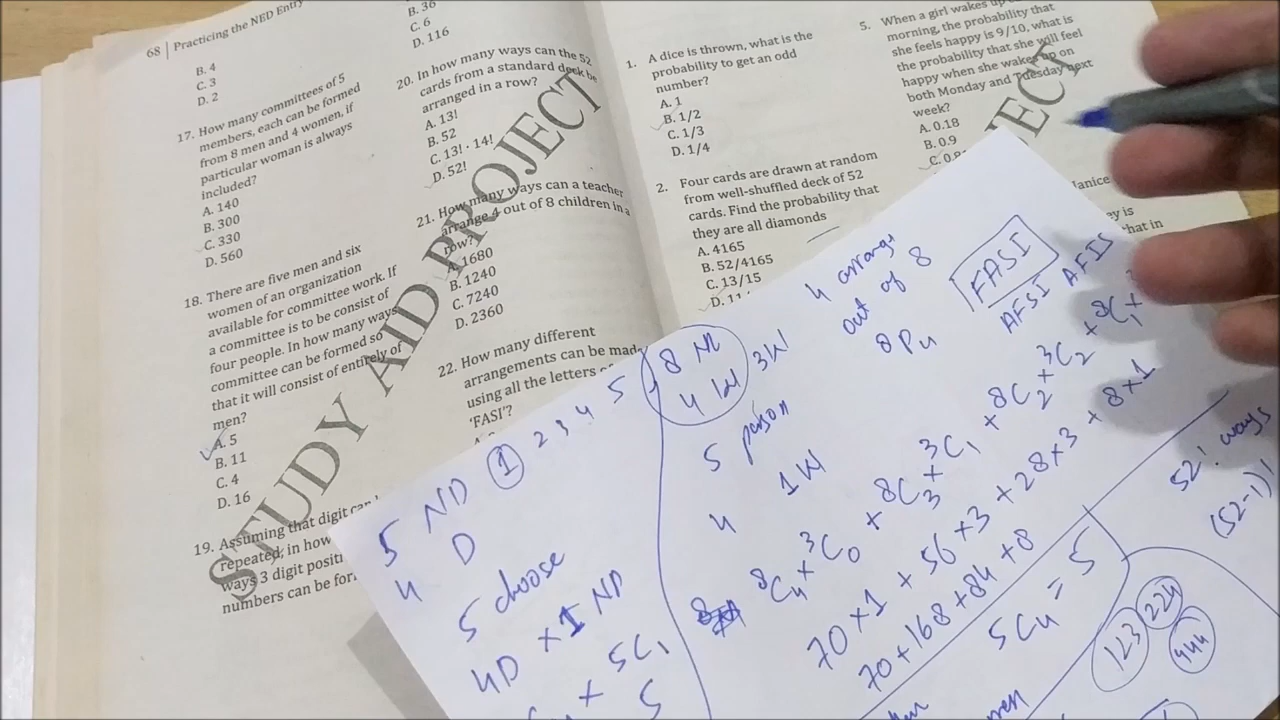 68 | Practicing the NED Entry
B. 4
C. 3
D. 2
17. How many committees of 5
members, each can be formed
from 8 men and 4 women, if
particular woman is always
included?
A. 140
B. 300
C. 330
D. 560
18. There are five men and six
women of an organization
available for committee work. If
a committee is to be consist of
four people. In how many ways
committee can be formed so
that it will consist of entirely of
men?
A. 5
B. 11
C. 4
D. 16
19. Assuming that digit can
repeated, in how
ways 3 digit positi
numbers can be for
B. 36
C. 6
D. 116
20. In how many ways can the 52
cards from a standard deck be
arranged in a row?
A. 13!
B. 52
C. 13! · 14!
D. 52!
21. How many ways can a teacher
arrange 4 out of 8 children in a
row?
A. 1680
B. 1240
C. 7240
D. 2360
22. How many different
arrangements can be made
using all the letters
'FASI'?
STUDY AID PROJECT
1. A dice is thrown, what is the
probability to get an odd
number?
A. 1
B. 1/2
C. 1/3
D. 1/4
2. Four cards are drawn at random
from well-shuffled deck of 52
cards. Find the probability that
they are all diamonds
A. 4165
B. 52/4165
C. 13/15
D. 11
5. When a girl wakes up
morning, the probability that
she feels happy is 9/10, what is
the probability that she will feel
happy when she wakes up on
both Monday and Tuesday next
week?
A. 0.18
B. 0.9
C. 0.8
JECT
Janice
ey is
that in
5 ND ① 2 3 4 5
4 D
5 choose
4D × 1 ND
× 5C₁
5
8 M
4 W 3W
5 person
1W
4
8C₄ × 3C₀ + 8C₃ × 3C₁ + 8C₂ × 3C₂ + 8C₁ ×
70×1 + 56×3 + 28×3 + 8×1
70+168+84+8
5C₄ = 5
4 arrange
out of 8
8P₄
FASI
AFSI AFIS
52! ways
(52-1)!
123 224
444